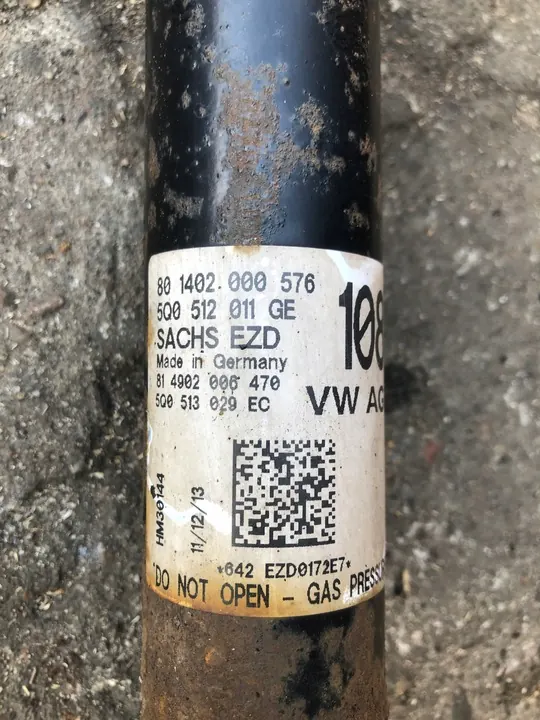 80 1402.000 576
5Q0 512 011 GE
SACHS EZD
Made in Germany
81 4902 006 470
5Q0 513 029 EC
108
VW AG
HM30144
11/12/13
*642 EZD0172E7*
*DO NOT OPEN - GAS PRESSU